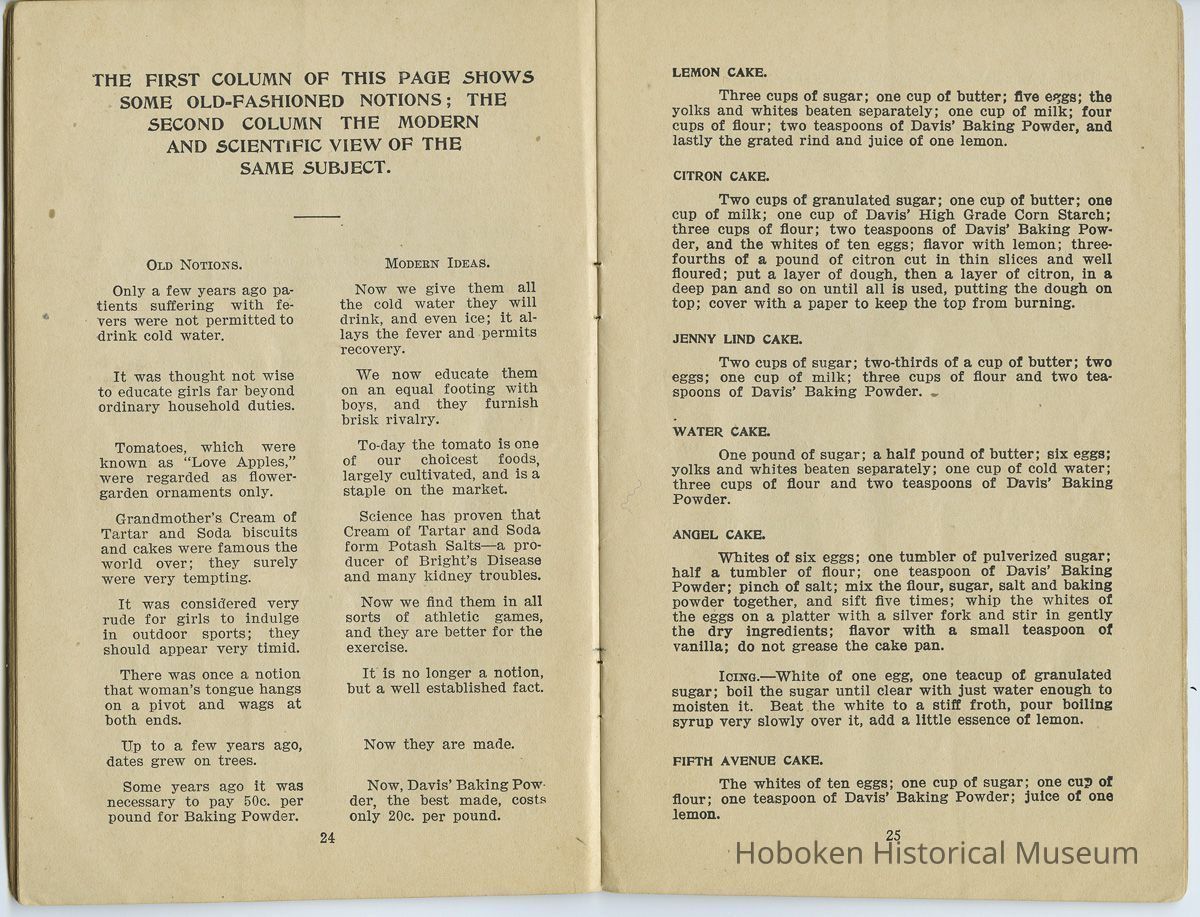 THE FIRST COLUMN OF THIS PAGE SHOWS
SOME OLD-FASHIONED NOTIONS; THE
SECOND COLUMN THE MODERN
AND SCIENTIFIC VIEW OF THE
SAME SUBJECT.
OLD NOTIONS.
Only a few years ago pa-
tients suffering with fe-
vers were not permitted to
drink cold water.
It was thought not wise
to educate girls far beyond
ordinary household duties.
Tomatoes, which were
known as "Love Apples,"
were regarded as flower-
garden ornaments only.
Grandmother's Cream of
Tartar and Soda biscuits
and cakes were famous the
world over; they surely
were very tempting.
It was considered very
rude for girls to indulge
in outdoor sports; they
should appear very timid.
There was once a notion
that woman's tongue hangs
on a pivot and wags at
both ends.
Up to a few years ago,
dates grew on trees.
Some years ago it was
necessary to pay 50c. per
pound for Baking Powder.
MODERN IDEAS.
Now we give them all
the cold water they will
drink, and even ice; it al-
lays the fever and permits
recovery.
We now educate them
on an equal footing with
boys, and they furnish
brisk rivalry.
To-day the tomato is one
of our choicest foods,
largely cultivated, and is a
staple on the market.
Science has proven that
Cream of Tartar and Soda
form Potash Salts—a pro-
ducer of Bright's Disease
and many kidney troubles.
Now we find them in all
sorts of athletic games,
and they are better for the
exercise.
It is no longer a notion,
but a well established fact.
Now they are made.
Now, Davis' Baking Pow-
der, the best made, costs
only 20c. per pound.
24
LEMON CAKE.
Three cups of sugar; one cup of butter; five eggs; the
yolks and whites beaten separately; one cup of milk; four
cups of flour; two teaspoons of Davis' Baking Powder, and
lastly the grated rind and juice of one lemon.
CITRON CAKE.
Two cups of granulated sugar; one cup of butter; one
cup of milk; one cup of Davis' High Grade Corn Starch;
three cups of flour; two teaspoons of Davis' Baking Pow-
der, and the whites of ten eggs; flavor with lemon; three-
fourths of a pound of citron cut in thin slices and well
floured; put a layer of dough, then a layer of citron, in a
deep pan and so on until all is used, putting the dough on
top; cover with a paper to keep the top from burning.
JENNY LIND CAKE.
Two cups of sugar; two-thirds of a cup of butter; two
eggs; one cup of milk; three cups of flour and two tea-
spoons of Davis' Baking Powder.
WATER CAKE.
One pound of sugar; a half pound of butter; six eggs;
yolks and whites beaten separately; one cup of cold water;
three cups of flour and two teaspoons of Davis' Baking
Powder.
ANGEL CAKE.
Whites of six eggs; one tumbler of pulverized sugar;
half a tumbler of flour; one teaspoon of Davis' Baking
Powder; pinch of salt; mix the flour, sugar, salt and baking
powder together, and sift five times; whip the whites of
the eggs on a platter with a silver fork and stir in gently
the dry ingredients; flavor with a small teaspoon of
vanilla; do not grease the cake pan.
ICING.—White of one egg, one teacup of granulated
sugar; boil the sugar until clear with just water enough to
moisten it. Beat the white to a stiff froth, pour boiling
syrup very slowly over it, add a little essence of lemon.
FIFTH AVENUE CAKE.
The whites of ten eggs; one cup of sugar; one cup of
flour; one teaspoon of Davis' Baking Powder; juice of one
lemon.
25
Hoboken Historical Museum